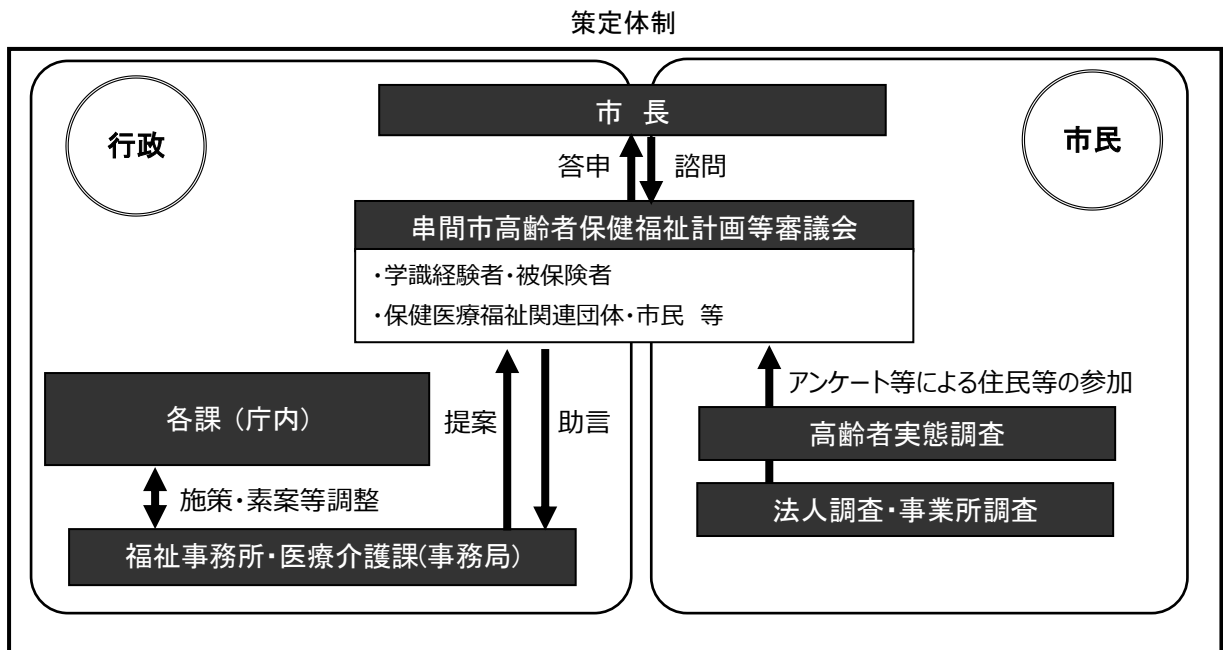 策定体制
行政
市民
市 長
答申
諮問
串間市高齢者保健福祉計画等審議会
・学識経験者・被保険者
・保健医療福祉関連団体・市民 等
各課（庁内）
提案
助言
アンケート等による住民等の参加
高齢者実態調査
施策・素案等調整
法人調査・事業所調査
福祉事務所・医療介護課(事務局)